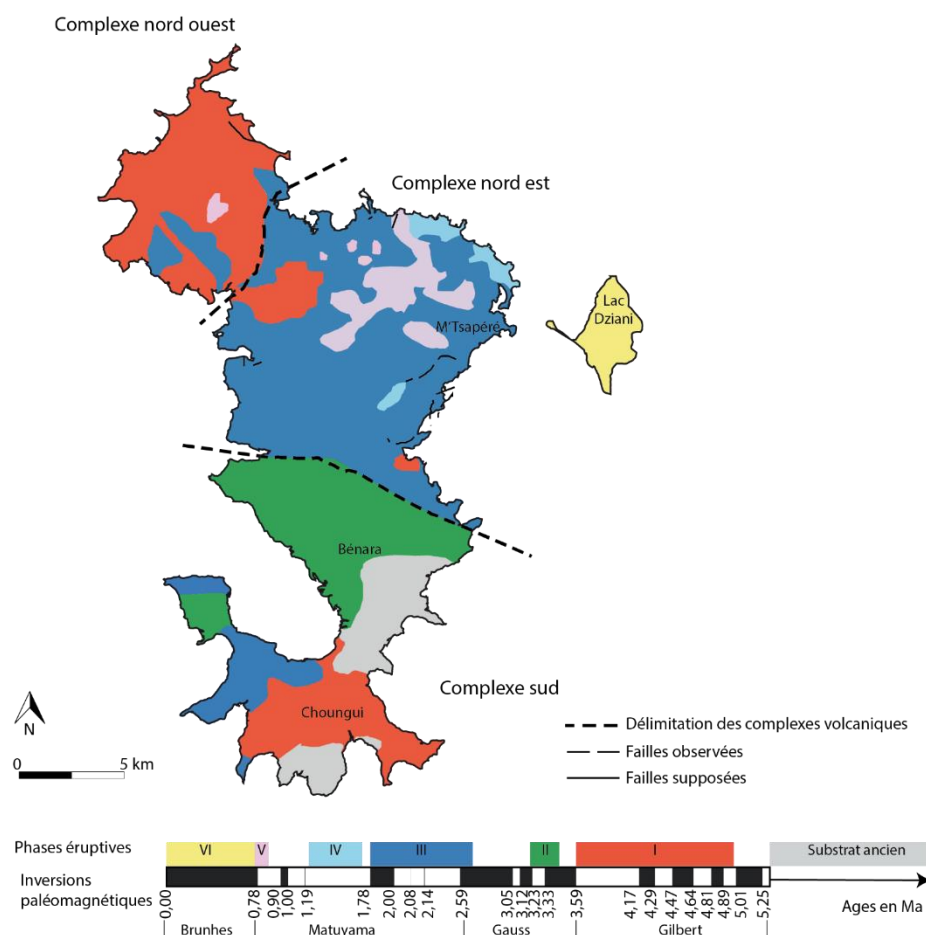 Complexe nord ouest
Complexe nord est
Lac
Dziani
M'Tsapéré
Bénara
Complexe sud
Choungui
N
0 5 km
Délimitation des complexes volcaniques
Failles observées
Failles supposées
Phases éruptives VI V IV III II I Substrat ancien
Inversions
paléomagnétiques
0,00 0,78 0,90 1,00 1,19 1,78 2,00 2,08 2,14 2,59 3,05 3,12 3,23 3,33 3,59 4,17 4,29 4,47 4,64 4,81 4,89 5,01 5,25
Ages en Ma
Brunhes Matuyama Gauss Gilbert